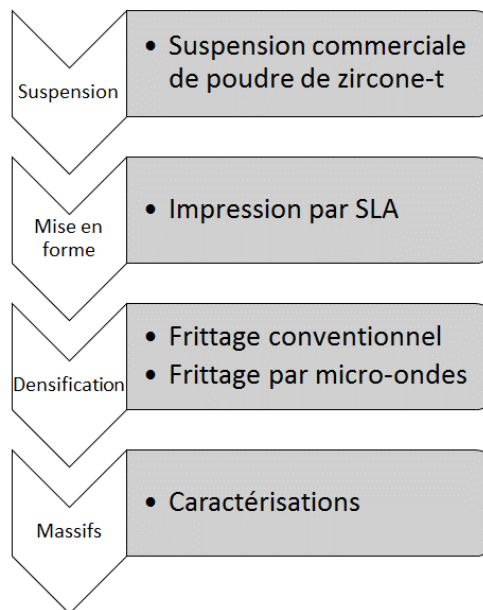 Suspension
• Suspension commerciale
de poudre de zircone-t
Mise en
forme
• Impression par SLA
Densification
• Frittage conventionnel
• Frittage par micro-ondes
Massifs
• Caractérisations